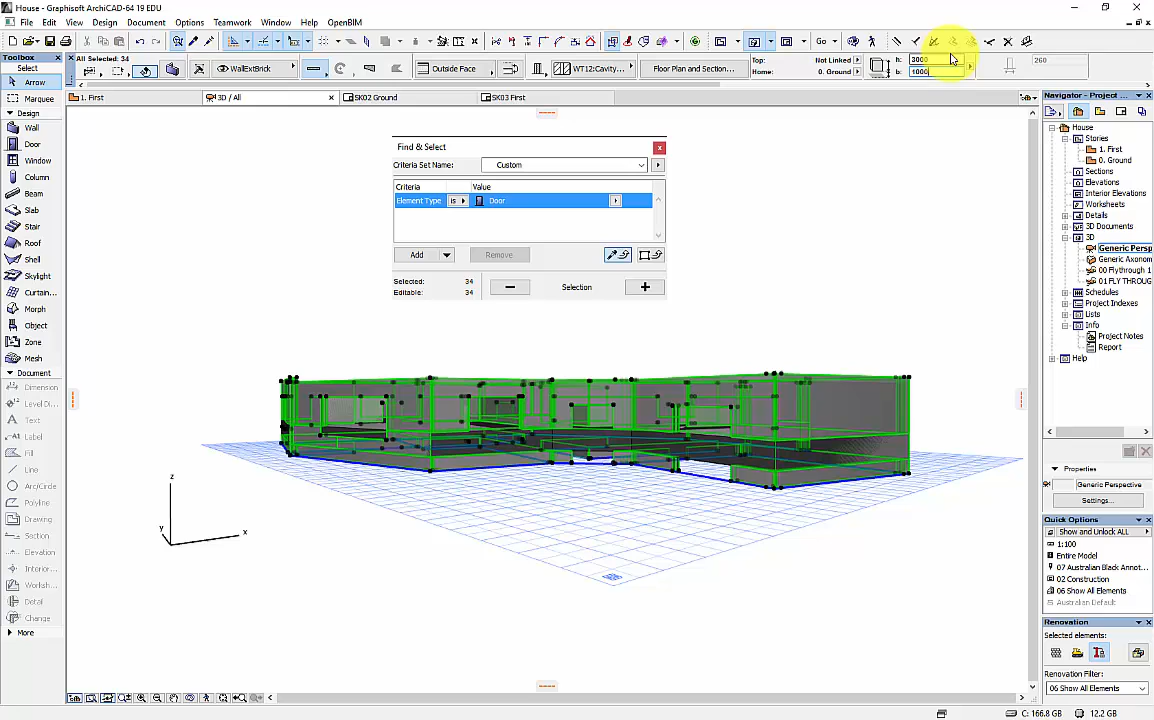 House - Graphisoft ArchiCAD-64 19 EDU
File Edit View Design Document Options Teamwork Window Help OpenBIM
Go
Toolbox
Select
Arrow
Marquee
Design
Wall
Door
Window
Column
Beam
Slab
Stair
Roof
Shell
Skylight
Curtain...
Morph
Object
Zone
Mesh
Document
Dimension
Level Di...
Text
Label
Fill
Line
Arc/Circle
Polyline
Drawing
Section
Elevation
Interior...
Worksh...
Detail
Change
More
All Selected: 34
WallExtBrick
Outside Face
WT12:Cavity...
Floor Plan and Section...
Top: Not Linked
Home: 0. Ground
h: 3000
b: 1000
260
1. First
3D / All
SK02 Ground
SK03 First
Find & Select
Criteria Set Name: Custom
Criteria Value
Element Type is Door
Add Remove
Selected: 34
Editable: 34
Selection
z
y
x
Navigator - Project ...
House
Stories
1. First
0. Ground
Sections
Elevations
Interior Elevations
Worksheets
Details
3D Documents
3D
Generic Persp
Generic Axonom
00 Flythrough 1
01 FLY THROUG
Schedules
Project Indexes
Lists
Info
Project Notes
Report
Help
Properties
Generic Perspective
Settings...
Quick Options
Show and Unlock ALL
1:100
Entire Model
07 Australian Black Annot...
02 Construction
06 Show All Elements
Australian Default
Renovation
Selected elements:
Renovation Filter:
06 Show All Elements
C: 166.8 GB
12.2 GB